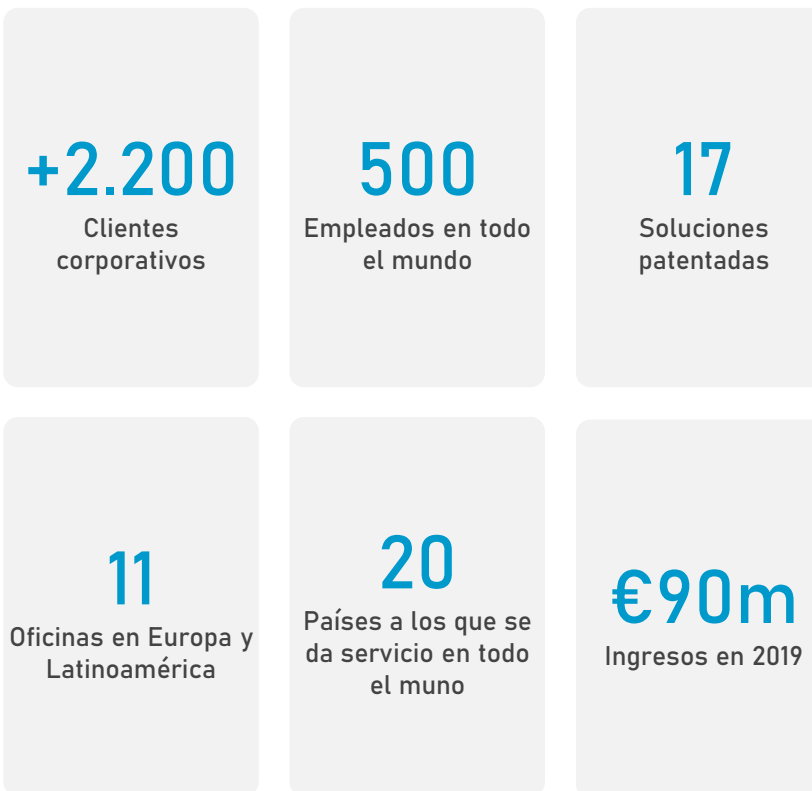 +2.200
Clientes
corporativos
500
Empleados en todo
el mundo
17
Soluciones
patentadas
11
Oficinas en Europa y
Latinoamérica
20
Países a los que se
da servicio en todo
el muno
€90m
Ingresos en 2019